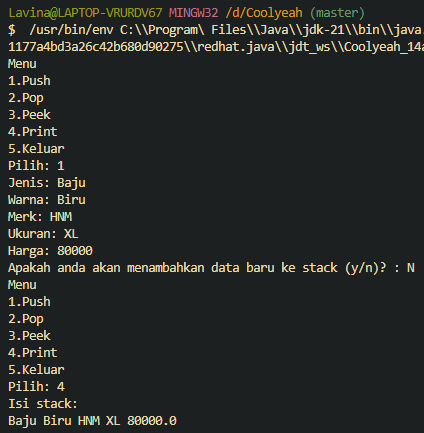 Lavina@LAPTOP-VRURDV67 MINGW32 /d/Coolyeah (master)
$  /usr/bin/env C:\\Program\ Files\\Java\\jdk-21\\bin\\java.
1177a4bd3a26c42b680d90275\\redhat.java\\jdt_ws\\Coolyeah_14a
Menu
1.Push
2.Pop
3.Peek
4.Print
5.Keluar
Pilih: 1
Jenis: Baju
Warna: Biru
Merk: HNM
Ukuran: XL
Harga: 80000
Apakah anda akan menambahkan data baru ke stack (y/n)? : N
Menu
1.Push
2.Pop
3.Peek
4.Print
5.Keluar
Pilih: 4
Isi stack:
Baju Biru HNM XL 80000.0